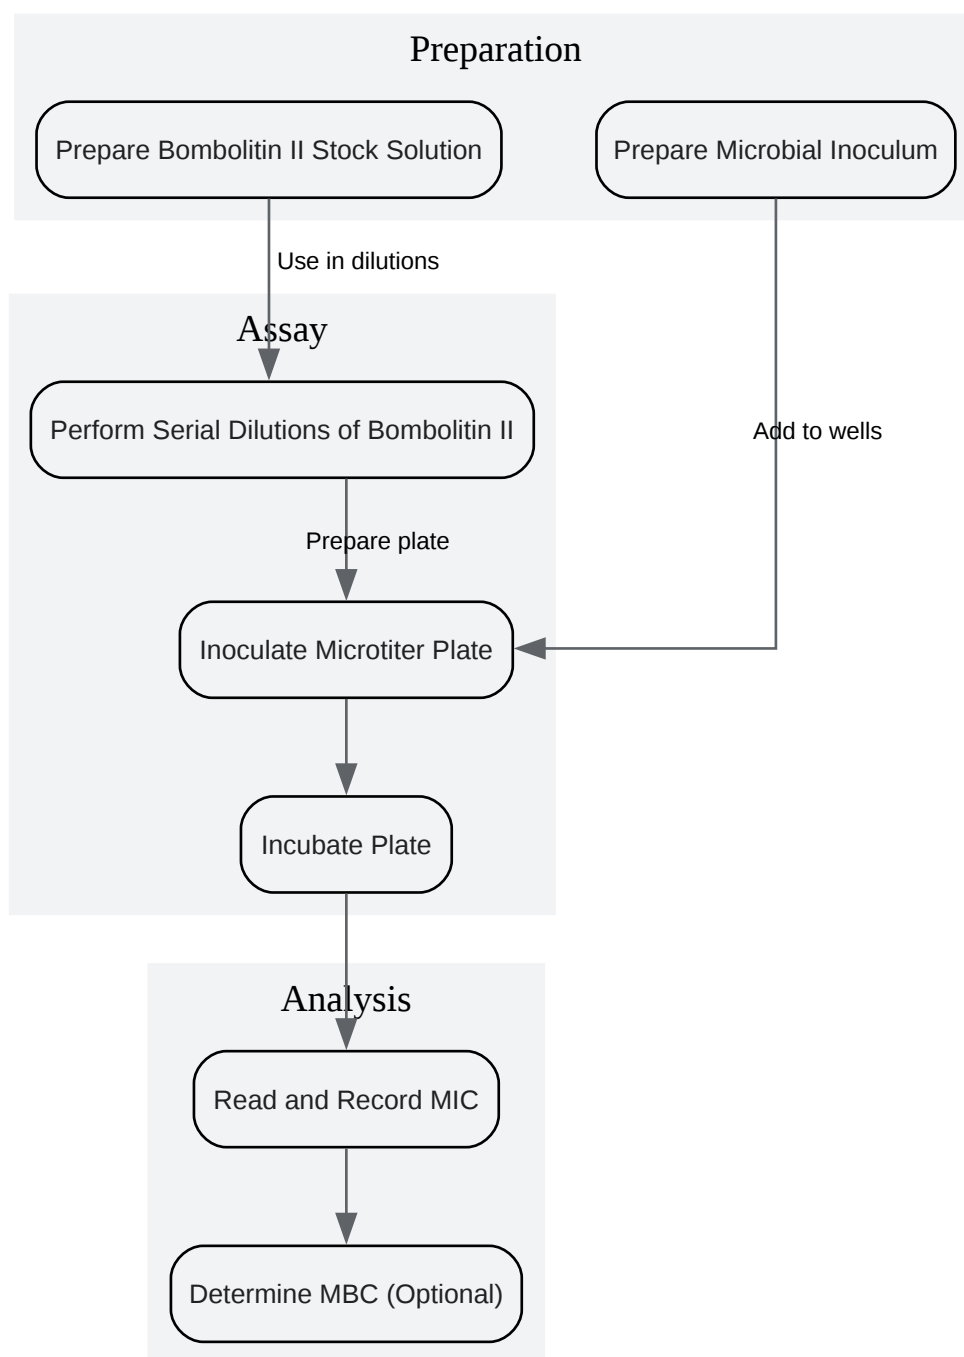 Preparation
Prepare Bombolitin II Stock Solution
Prepare Microbial Inoculum
Use in dilutions
Assay
Perform Serial Dilutions of Bombolitin II
Add to wells
Prepare plate
Inoculate Microtiter Plate
Incubate Plate
Analysis
Read and Record MIC
Determine MBC (Optional)